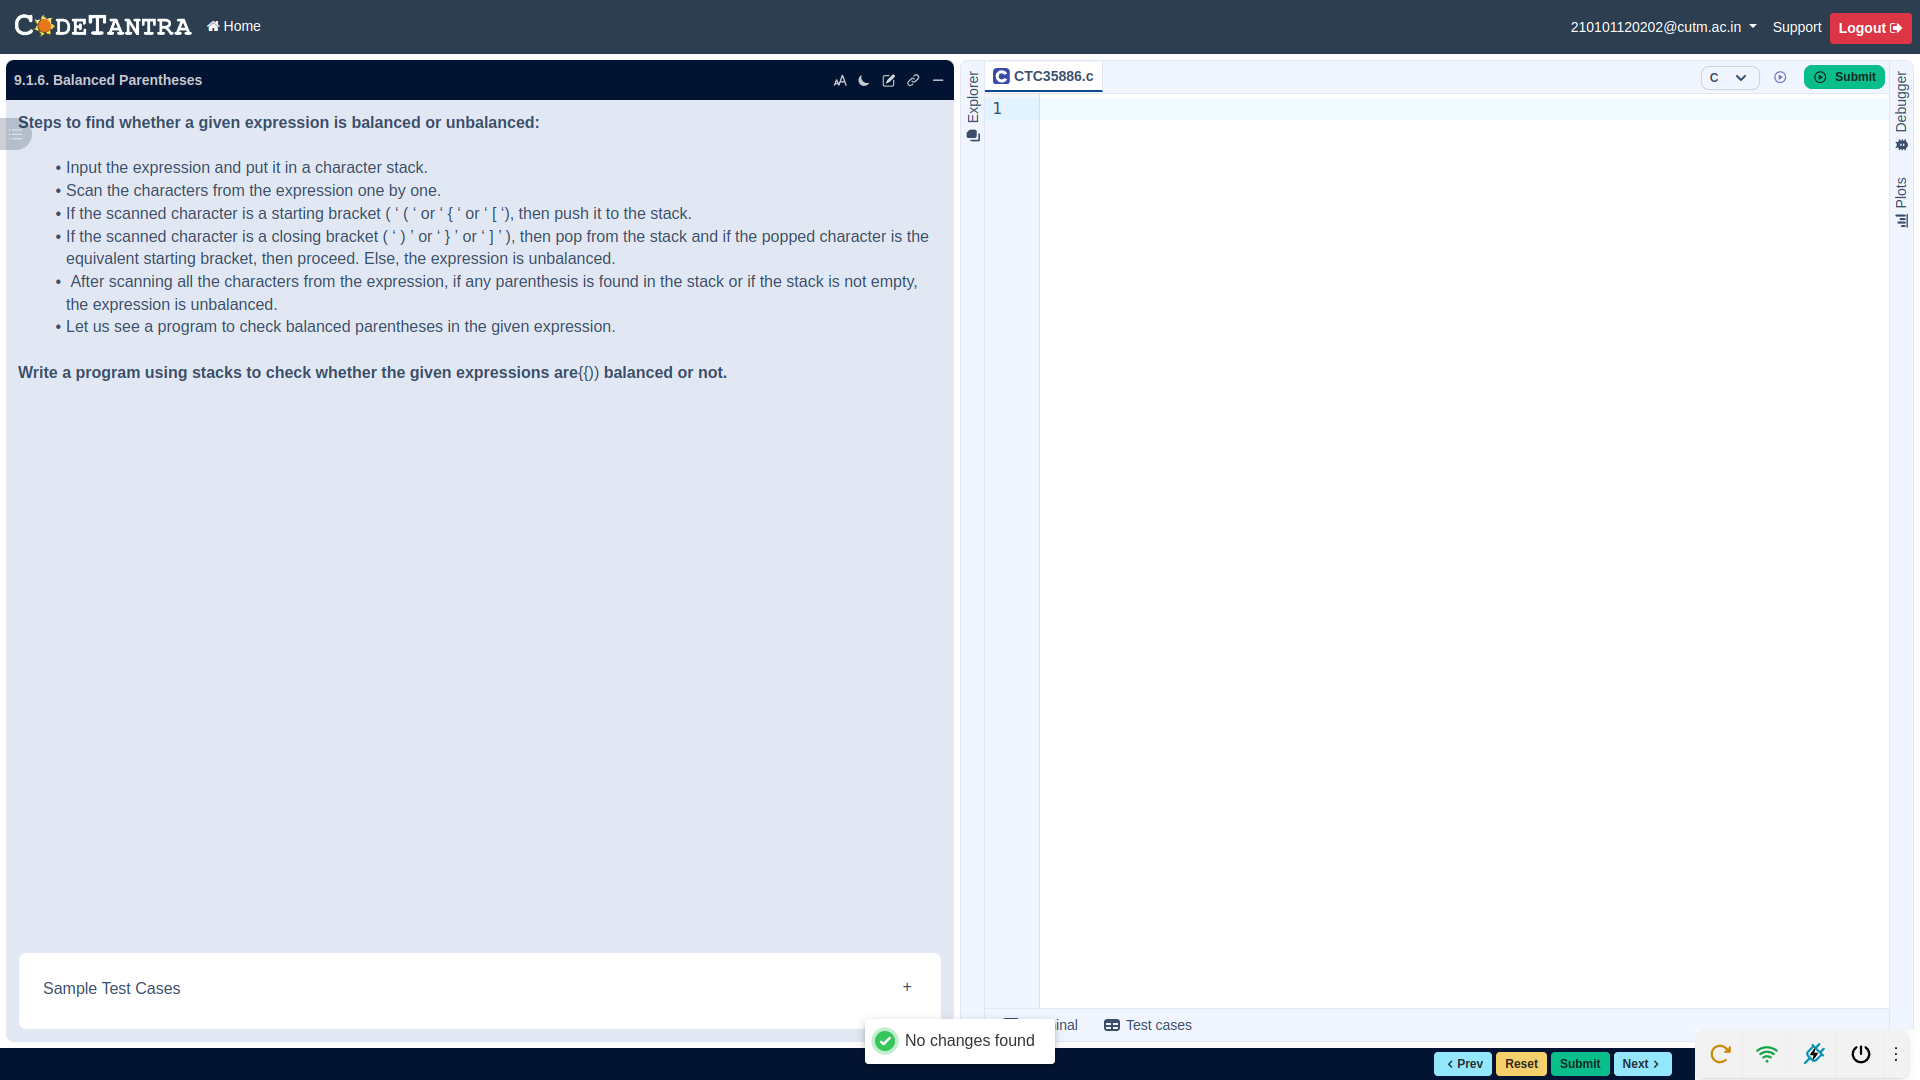 CODETANTRA Home 210101120202@cutm.ac.in Support Logout
9.1.6. Balanced Parentheses
Steps to find whether a given expression is balanced or unbalanced:
• Input the expression and put it in a character stack.
• Scan the characters from the expression one by one.
• If the scanned character is a starting bracket ( ‘ ( ‘ or ‘ { ‘ or ‘ [ ‘), then push it to the stack.
• If the scanned character is a closing bracket ( ‘ ) ’ or ‘ } ’ or ‘ ] ’ ), then pop from the stack and if the popped character is the
equivalent starting bracket, then proceed. Else, the expression is unbalanced.
• After scanning all the characters from the expression, if any parenthesis is found in the stack or if the stack is not empty,
the expression is unbalanced.
• Let us see a program to check balanced parentheses in the given expression.
Write a program using stacks to check whether the given expressions are{{)) balanced or not.
Sample Test Cases +
Explorer
CTC35886.c
C Submit
1
Debugger
Plots
Test cases
No changes found
Prev Reset Submit Next